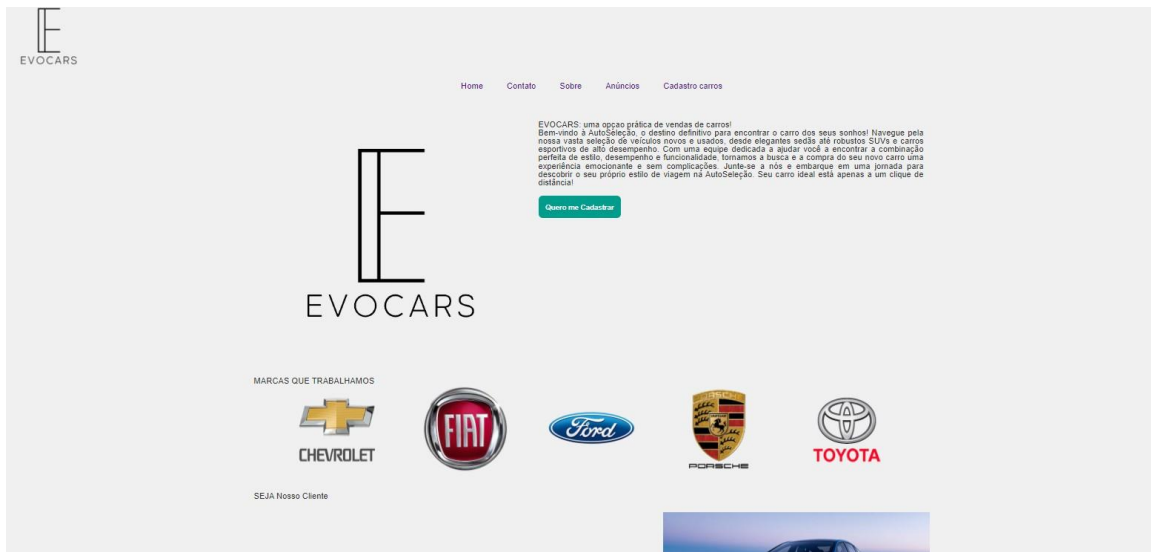 EVOCARS
Home Contato Sobre Anúncios Cadastro carros
EVOCARS: uma opçao prática de vendas de carros!
Bem-vindo à AutoSeleção, o destino definitivo para encontrar o carro dos seus sonhos! Navegue pela
nossa vasta seleção de veículos novos e usados, desde elegantes sedãs até robustos SUVs e carros
esportivos de alto desempenho. Com uma equipe dedicada a ajudar você a encontrar a combinação
perfeita de estilo, desempenho e funcionalidade, tornamos a busca e a compra do seu novo carro uma
experiência emocionante e sem complicações. Junte-se a nós e embarque em uma jornada para
descobrir o seu próprio estilo de viagem na AutoSeleção. Seu carro ideal está apenas a um clique de
distância!
Quero me Cadastrar
EVOCARS
MARCAS QUE TRABALHAMOS
CHEVROLET
FIAT
Ford
PORSCHE
PORSCHE
TOYOTA
SEJA Nosso Cliente